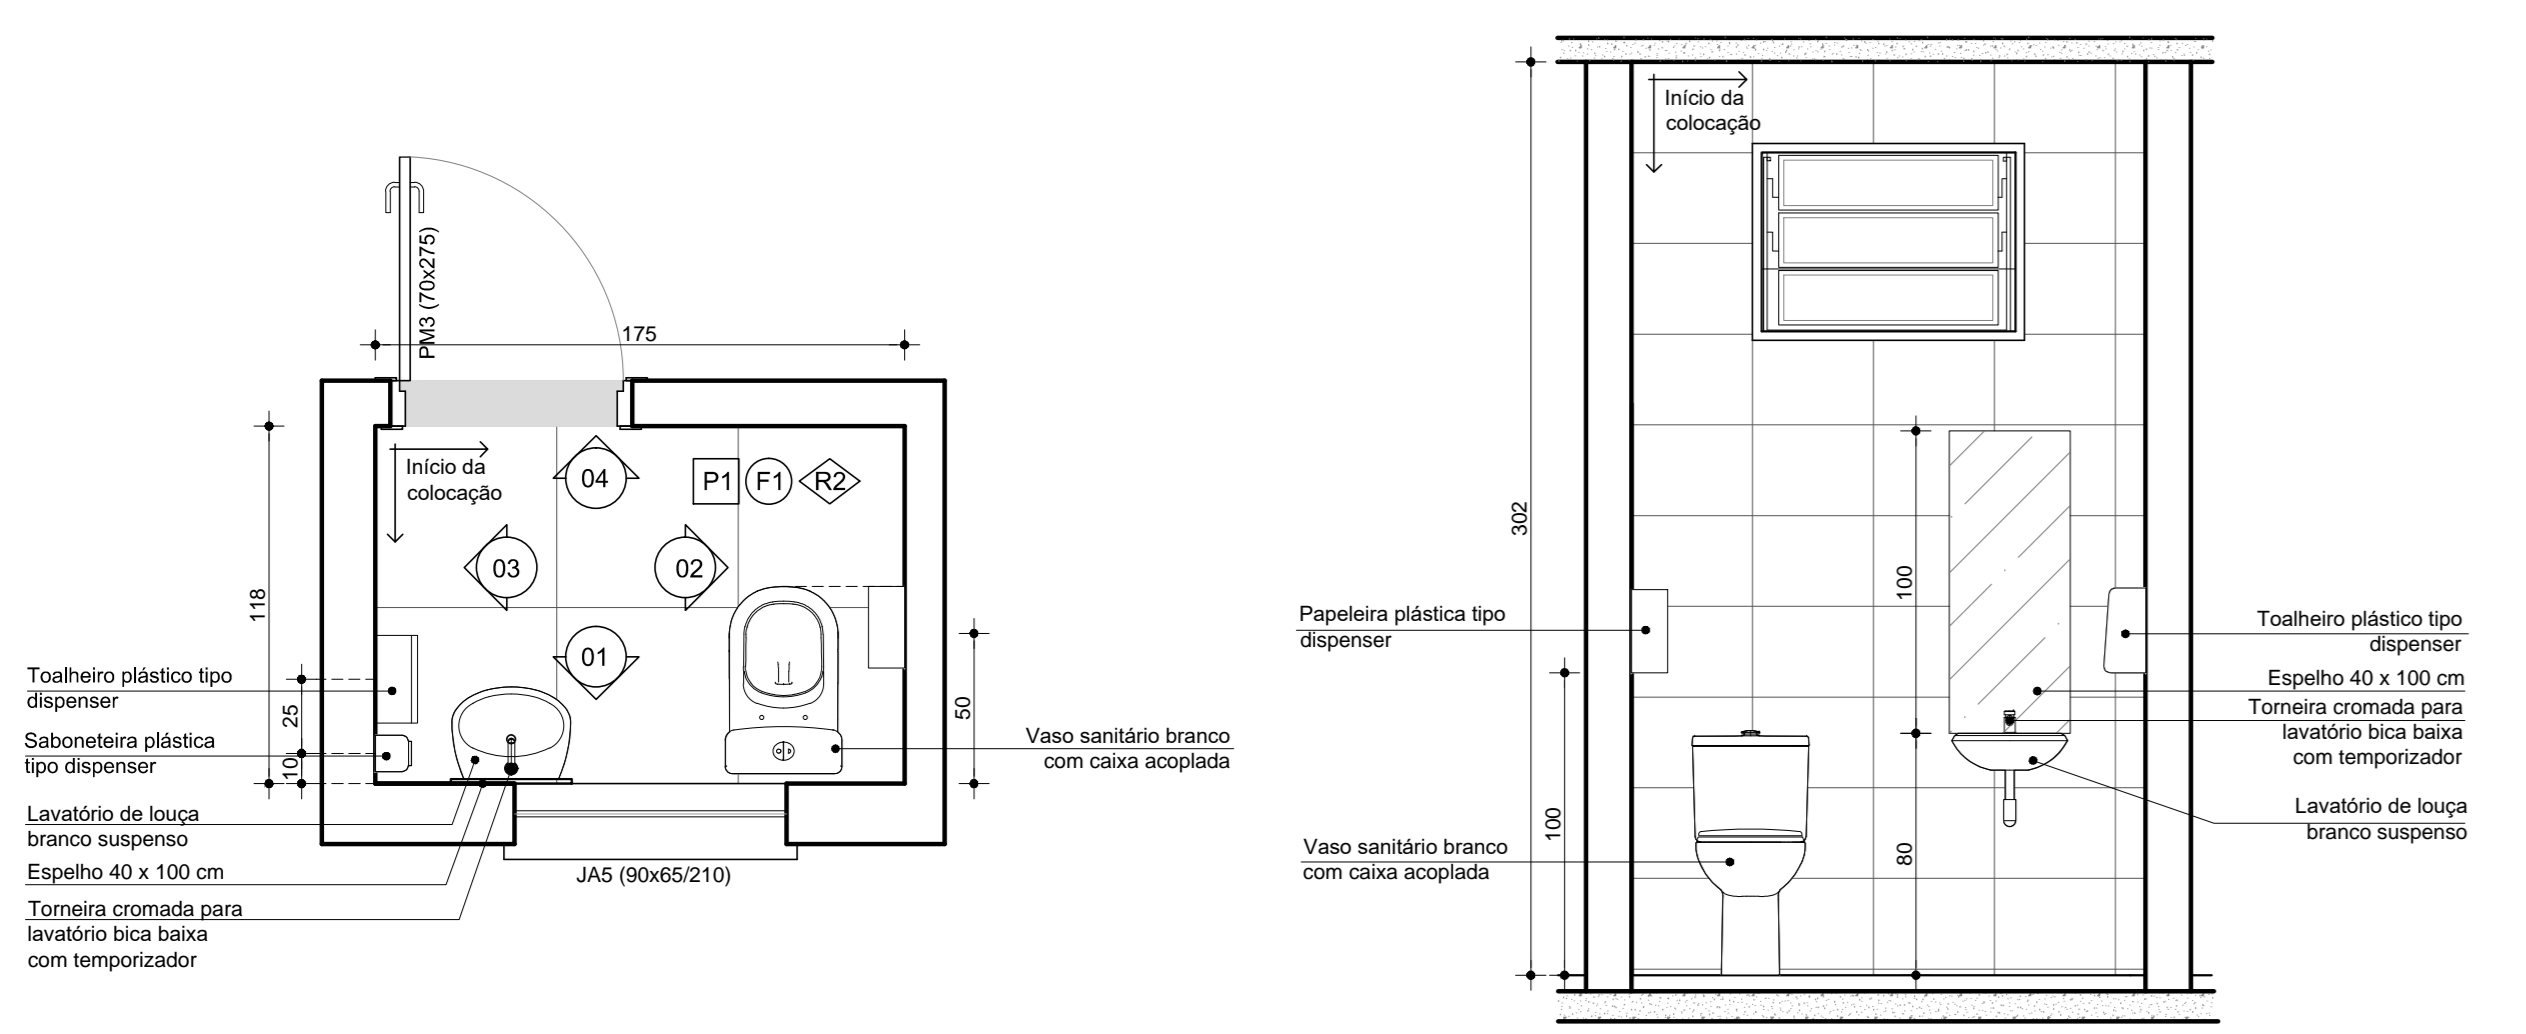 PM3 (70x275)
175
Início da
colocação
04
P1
F1
R2
03
02
01
118
25
10
50
Toalheiro plástico tipo
dispenser
Saboneteira plástica
tipo dispenser
Lavatório de louça
branco suspenso
Espelho 40 x 100 cm
Torneira cromada para
lavatório bica baixa
com temporizador
Vaso sanitário branco
com caixa acoplada
JA5 (90x65/210)
Início da
colocação
302
100
100
80
Papeleira plástica tipo
dispenser
Vaso sanitário branco
com caixa acoplada
Toalheiro plástico tipo
dispenser
Espelho 40 x 100 cm
Torneira cromada para
lavatório bica baixa
com temporizador
Lavatório de louça
branco suspenso